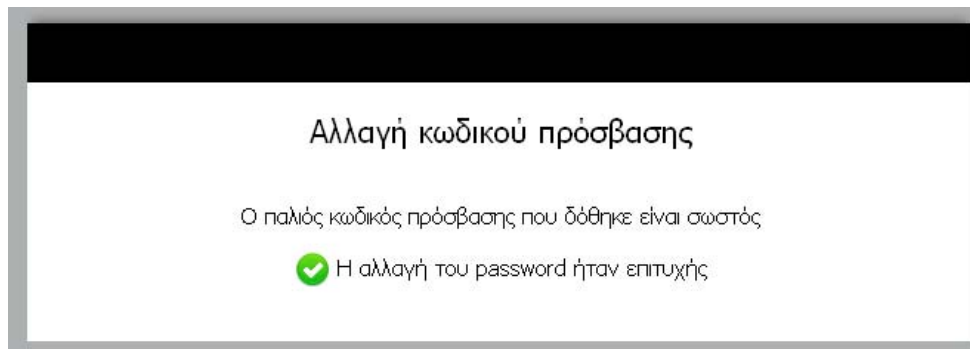 Αλλαγή κωδικού πρόσβασης
Ο παλιός κωδικός πρόσβασης που δόθηκε είναι σωστός
Η αλλαγή του password ήταν επιτυχής